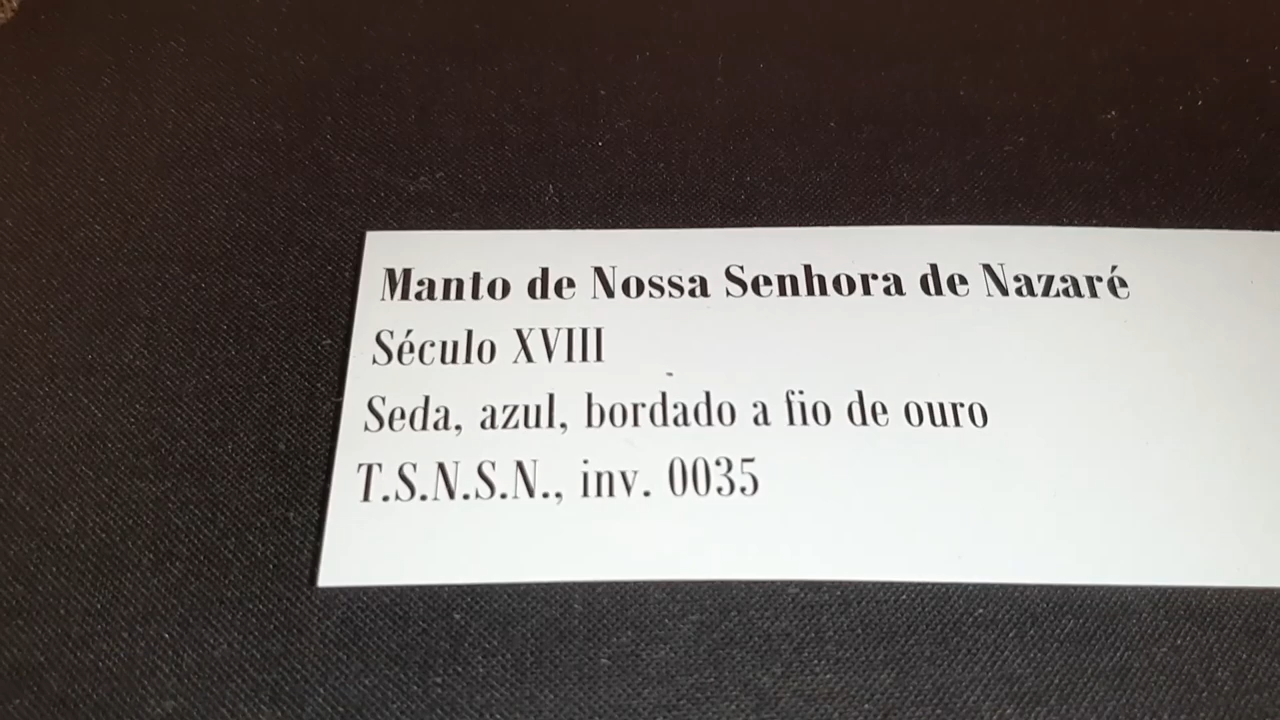 Manto de Nossa Senhora de Nazaré
Século XVIII
Seda, azul, bordado a fio de ouro
T.S.N.S.N., inv. 0035